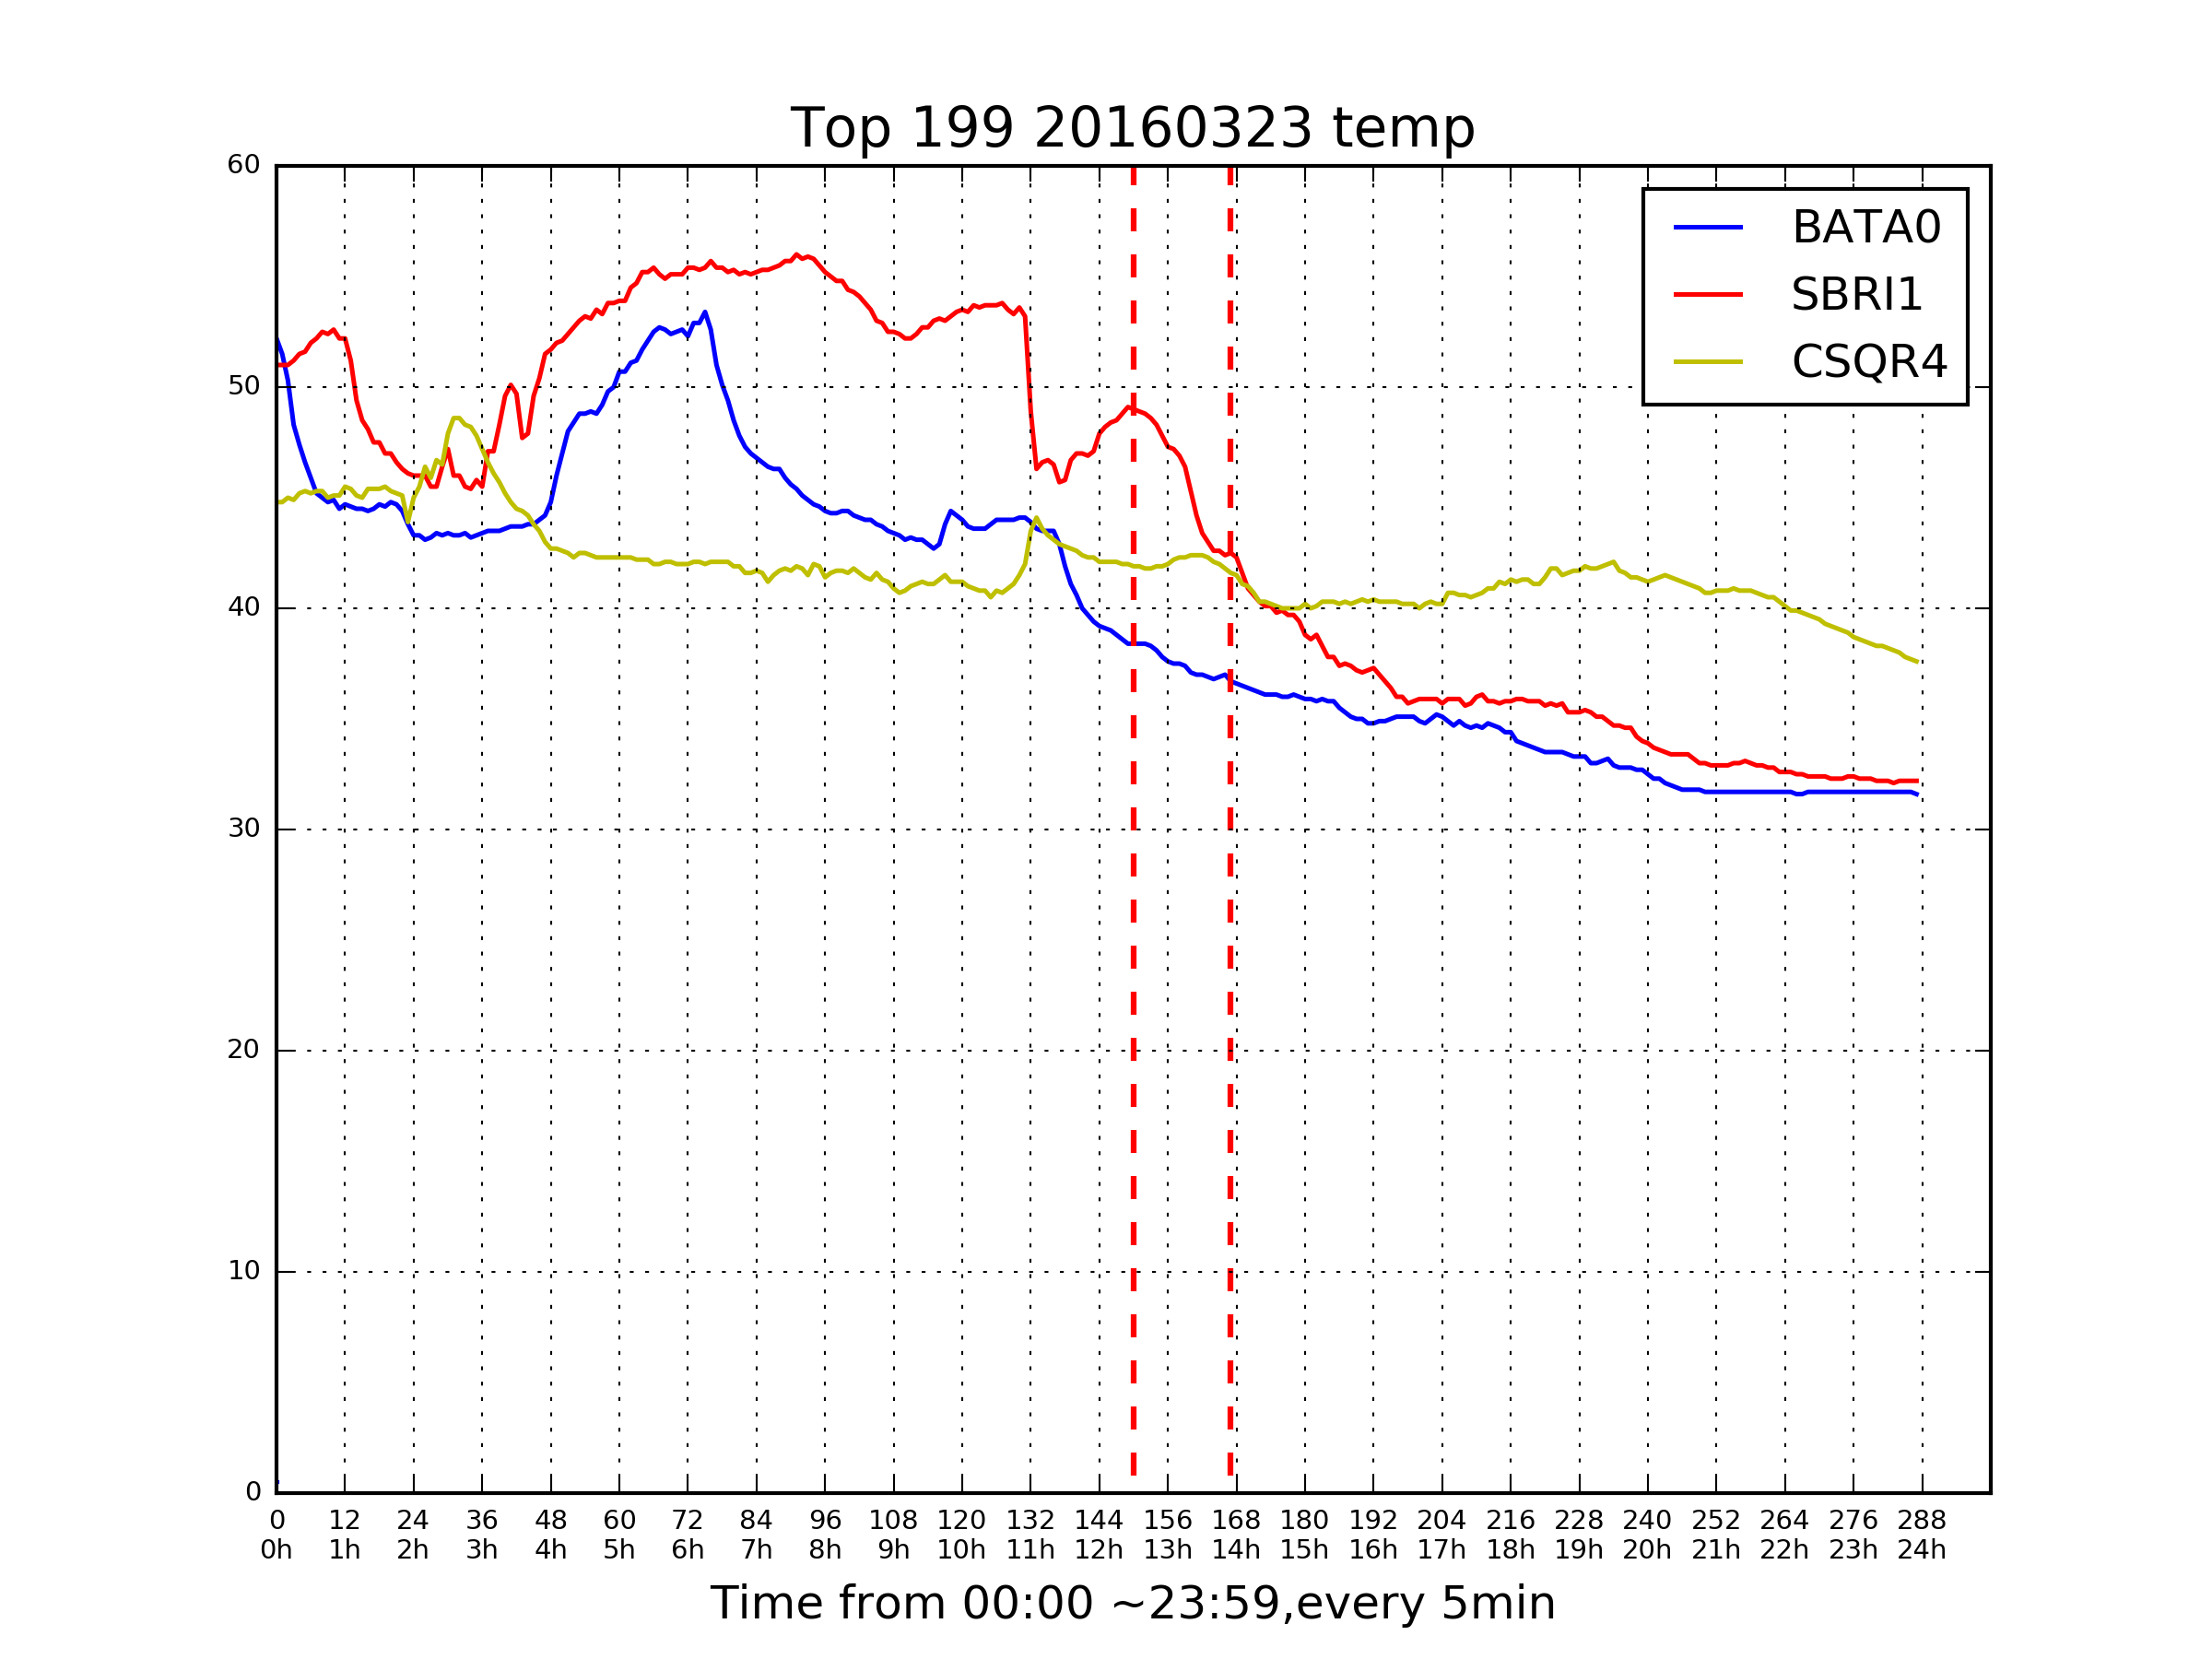 Top 199 20160323 temp
60
50
40
30
20
10
0
BATA0
SBRI1
CSQR4
0 12 24 36 48 60 72 84 96 108 120 132 144 156 168 180 192 204 216 228 240 252 264 276 288
0h 1h 2h 3h 4h 5h 6h 7h 8h 9h 10h 11h 12h 13h 14h 15h 16h 17h 18h 19h 20h 21h 22h 23h 24h
Time from 00:00 ~23:59,every 5min